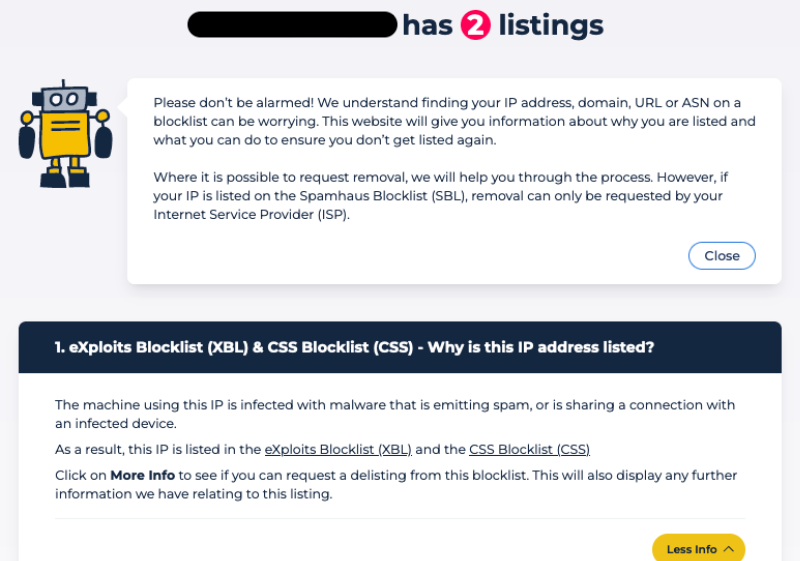 has 2 listings
Please don't be alarmed! We understand finding your IP address, domain, URL or ASN on a
blocklist can be worrying. This website will give you information about why you are listed and
what you can do to ensure you don't get listed again.
Where it is possible to request removal, we will help you through the process. However, if
your IP is listed on the Spamhaus Blocklist (SBL), removal can only be requested by your
Internet Service Provider (ISP).
Close
1. eXploits Blocklist (XBL) & CSS Blocklist (CSS) - Why is this IP address listed?
The machine using this IP is infected with malware that is emitting spam, or is sharing a connection with
an infected device.
As a result, this IP is listed in the eXploits Blocklist (XBL) and the CSS Blocklist (CSS)
Click on More Info to see if you can request a delisting from this blocklist. This will also display any further
information we have relating to this listing.
Less Info